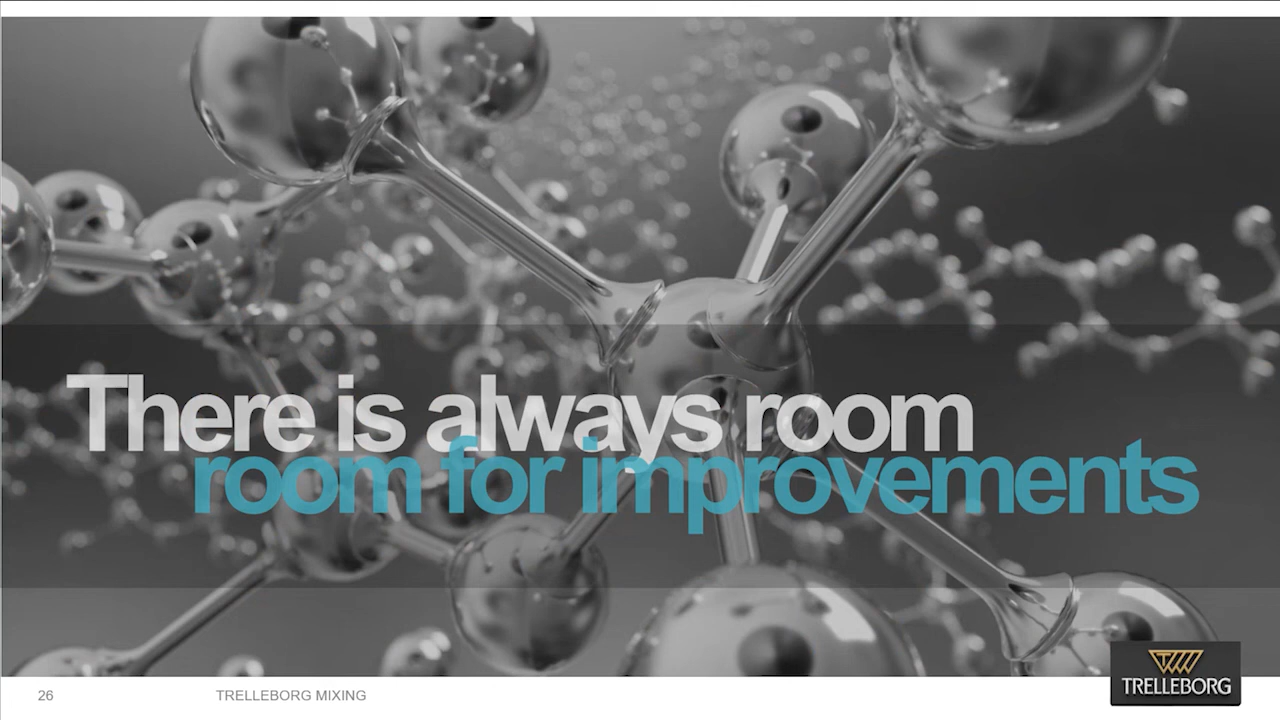 There is always room
room for improvements
26
TRELLEBORG MIXING
TRELLEBORG